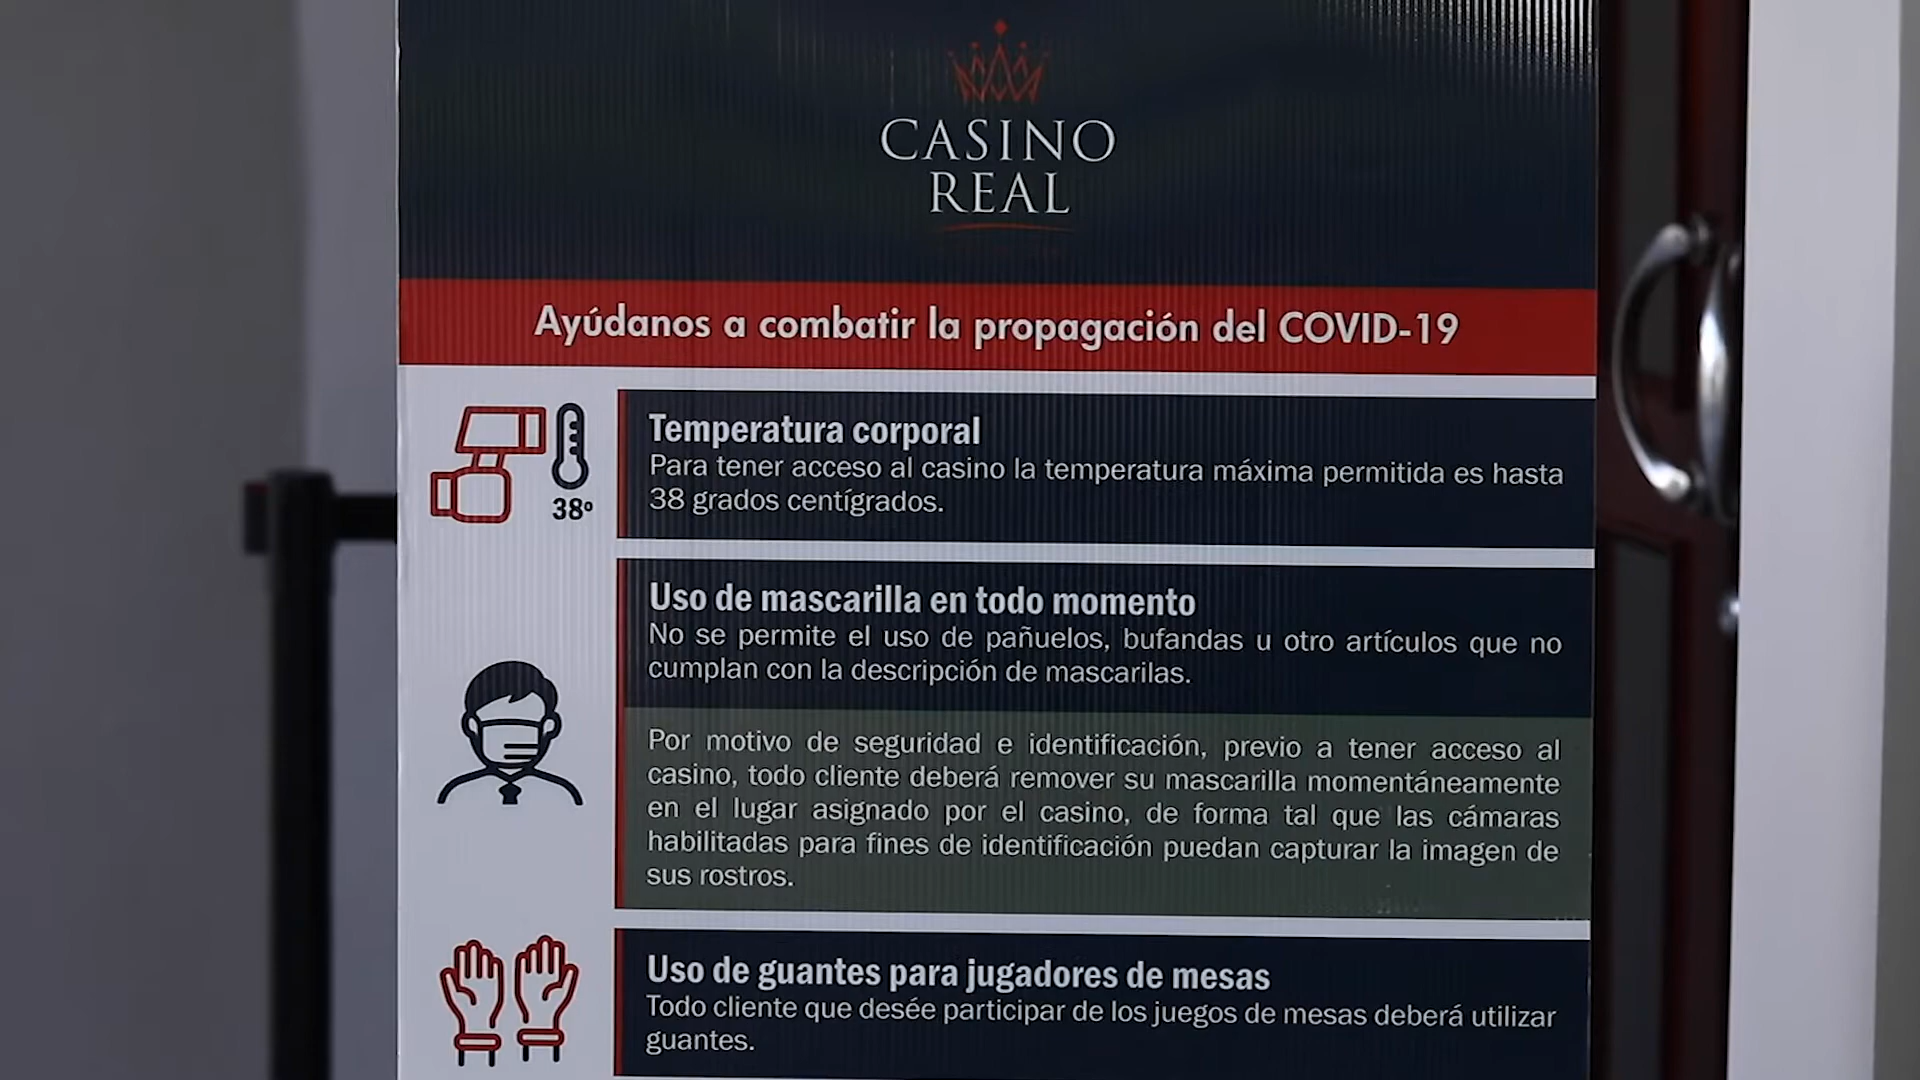 CASINO
REAL
Ayúdanos a combatir la propagación del COVID-19
38º
Temperatura corporal
Para tener acceso al casino la temperatura máxima permitida es hasta
38 grados centígrados.
Uso de mascarilla en todo momento
No se permite el uso de pañuelos, bufandas u otro artículos que no
cumplan con la descripción de mascarilas.
Por motivo de seguridad e identificación, previo a tener acceso al
casino, todo cliente deberá remover su mascarilla momentáneamente
en el lugar asignado por el casino, de forma tal que las cámaras
habilitadas para fines de identificación puedan capturar la imagen de
sus rostros.
Uso de guantes para jugadores de mesas
Todo cliente que desée participar de los juegos de mesas deberá utilizar
guantes.